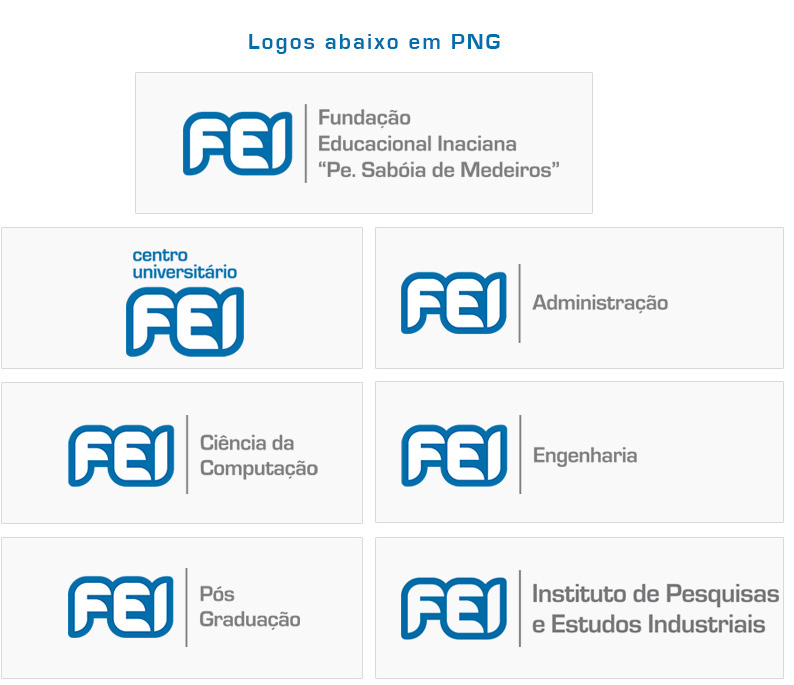 Logos abaixo em PNG
FEI
Fundação
Educacional Inaciana
“Pe. Sabóia de Medeiros”
centro
universitário
FEI
FEI
Administração
FEI
Ciência da
Computação
FEI
Engenharia
FEI
Pós
Graduação
FEI
Instituto de Pesquisas
e Estudos Industriais